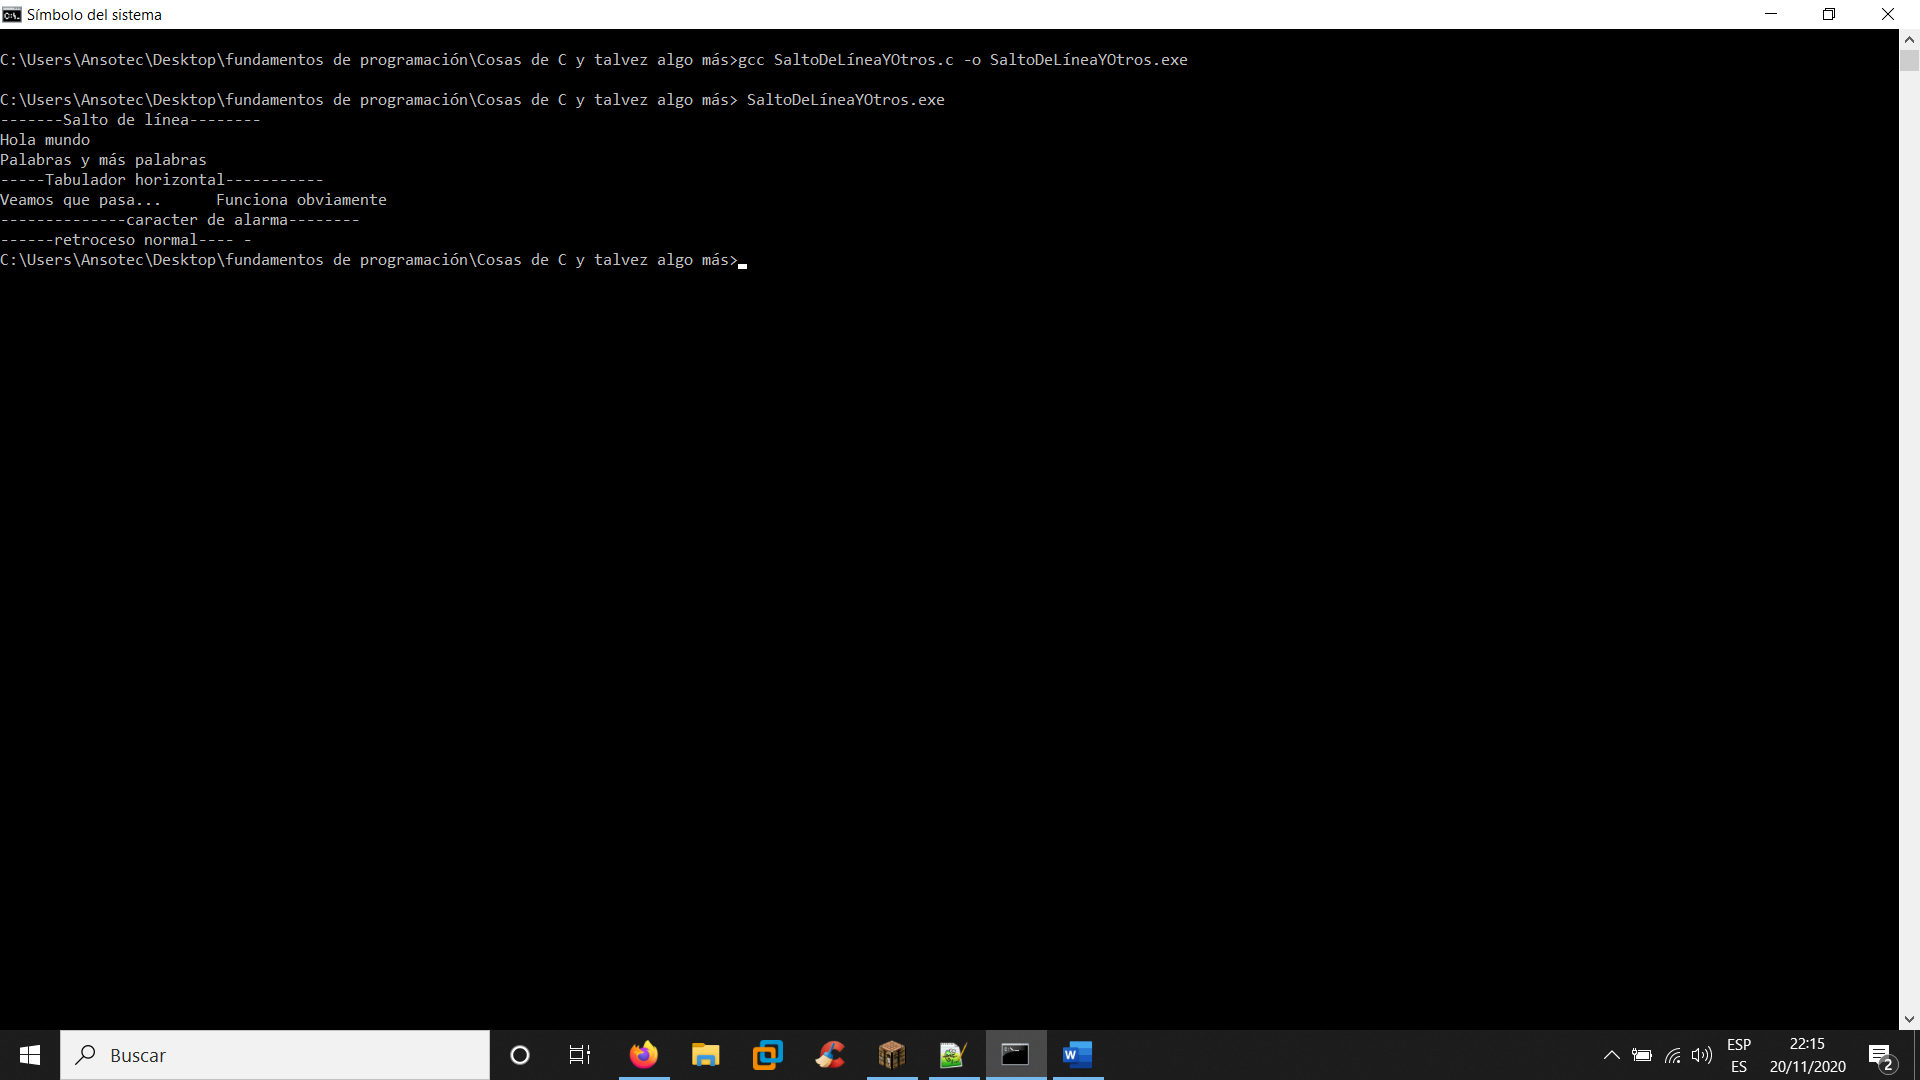 Símbolo del sistema
C:\Users\Ansotec\Desktop\fundamentos de programación\Cosas de C y talvez algo más>gcc SaltoDeLíneaYOtros.c -o SaltoDeLíneaYOtros.exe
C:\Users\Ansotec\Desktop\fundamentos de programación\Cosas de C y talvez algo más> SaltoDeLíneaYOtros.exe
-------Salto de línea--------
Hola mundo
Palabras y más palabras
-----Tabulador horizontal-----------
Veamos que pasa...      Funciona obviamente
--------------caracter de alarma--------
------retroceso normal---- -
C:\Users\Ansotec\Desktop\fundamentos de programación\Cosas de C y talvez algo más>
Buscar
ESP
ES
22:15
20/11/2020
2